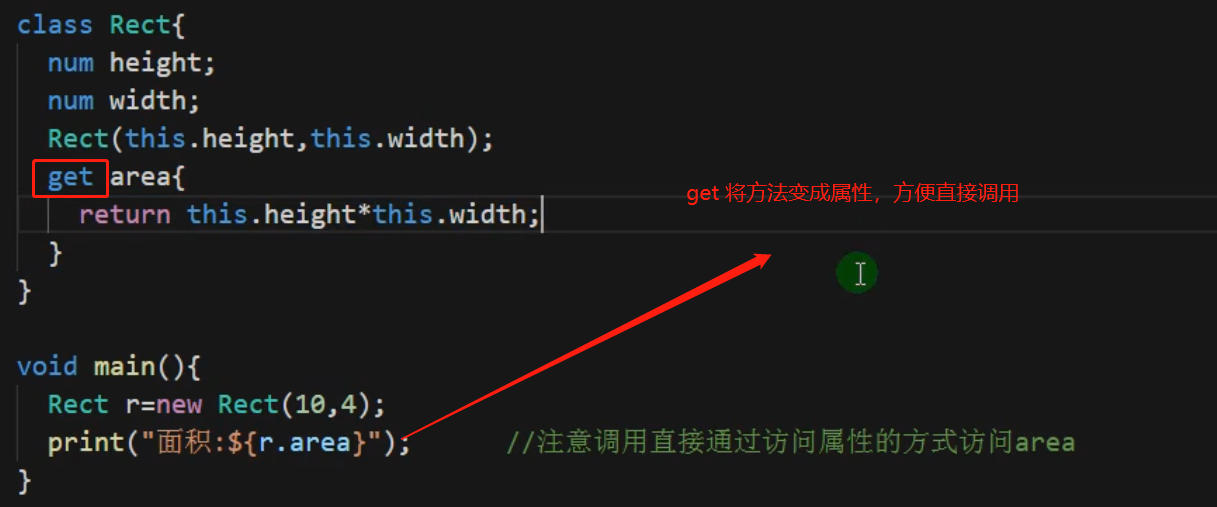 class Rect{
num height;
num width;
Rect(this.height,this.width);
get area{
return this.height*this.width;
get 将方法变成属性，方便直接调用
}
}
void main(){
Rect r=new Rect(10,4);
print("面积:${r.area}"); //注意调用直接通过访问属性的方式访问area
}